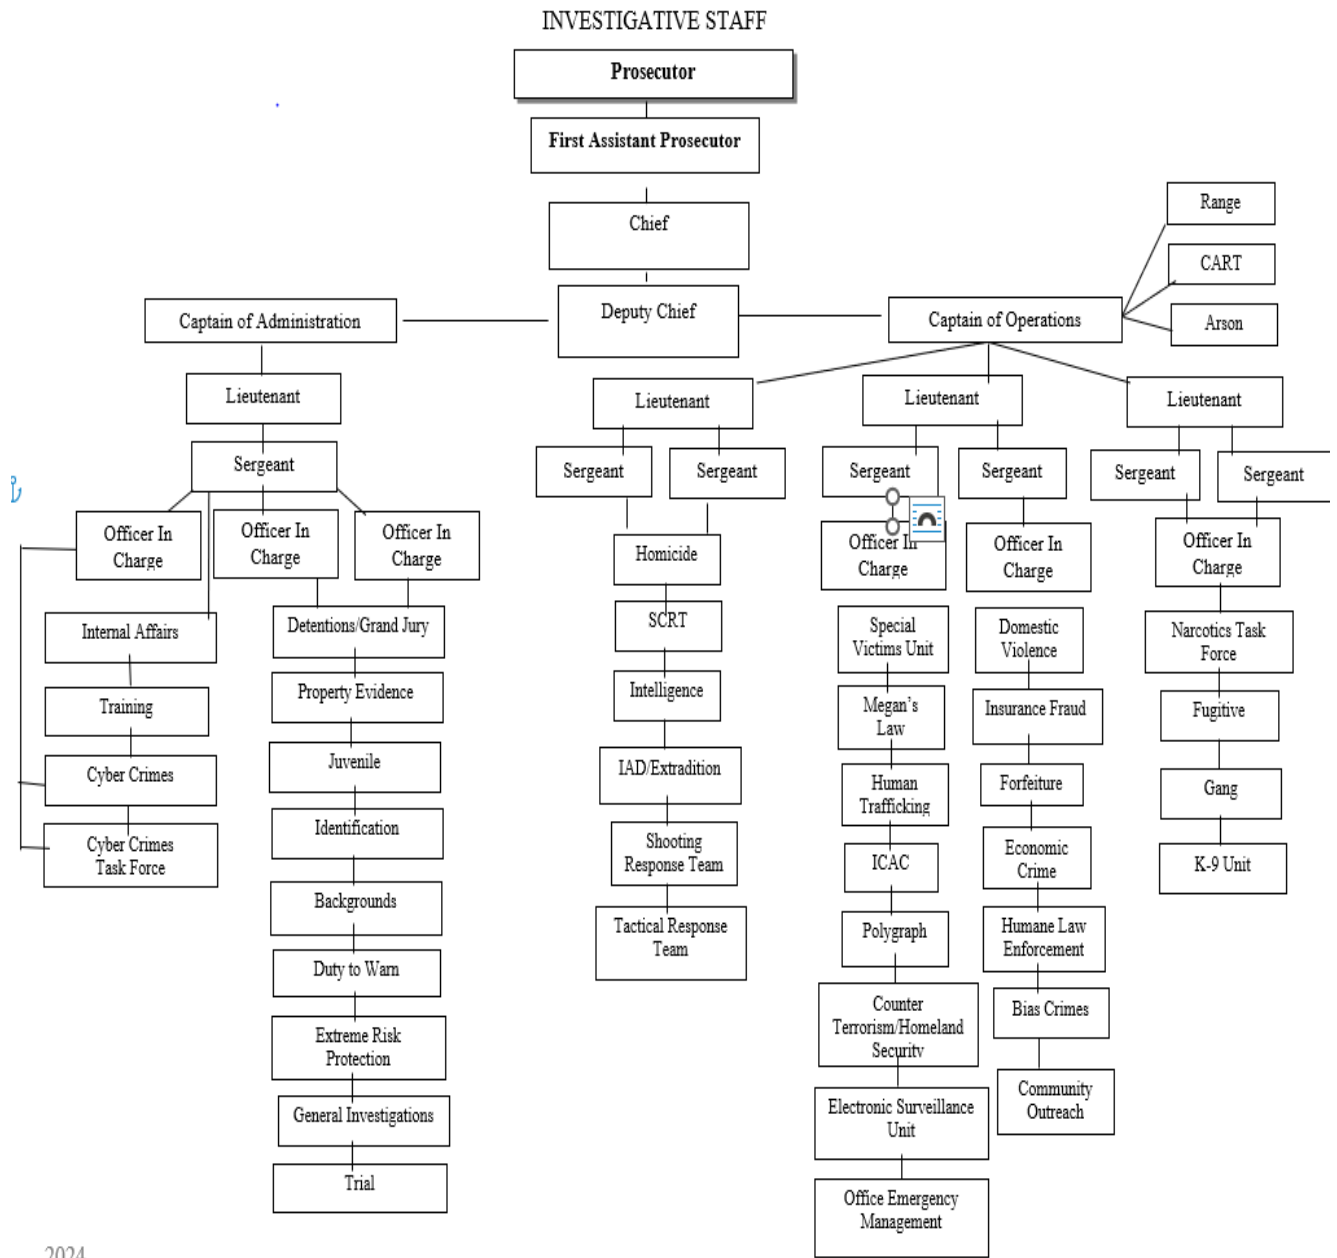 INVESTIGATIVE STAFF
Prosecutor
First Assistant Prosecutor
Chief
Deputy Chief
Captain of Administration
Lieutenant
Sergeant
Officer In
Charge
Officer In
Charge
Officer In
Charge
Internal Affairs
Training
Cyber Crimes
Cyber Crimes
Task Force
Detentions/Grand Jury
Property Evidence
Juvenile
Identification
Backgrounds
Duty to Warn
Extreme Risk
Protection
General Investigations
Trial
Captain of Operations
Range
CART
Arson
Lieutenant
Sergeant
Sergeant
Homicide
SCRT
Intelligence
IAD/Extradition
Shooting
Response Team
Tactical Response
Team
Lieutenant
Sergeant
Officer In
Charge
Special
Victims Unit
Megan's
Law
Human
Trafficking
ICAC
Polygraph
Counter
Terrorism/Homeland
Security
Electronic Surveillance
Unit
Office Emergency
Management
Sergeant
Officer In
Charge
Domestic
Violence
Insurance Fraud
Forfeiture
Economic
Crime
Humane Law
Enforcement
Bias Crimes
Community
Outreach
Lieutenant
Sergeant
Sergeant
Officer In
Charge
Narcotics Task
Force
Fugitive
Gang
K-9 Unit
2024